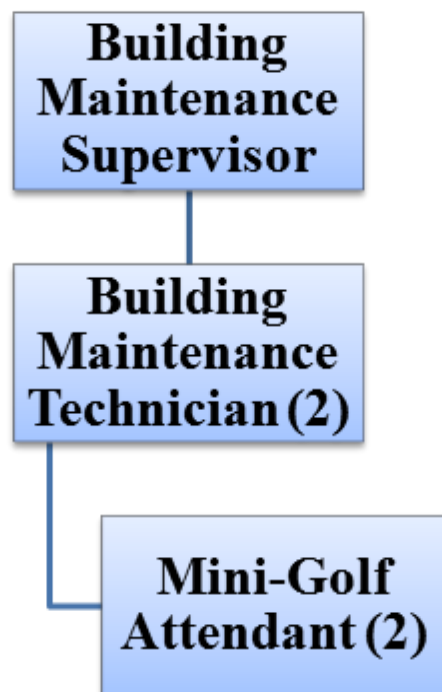 Building
Maintenance
Supervisor
Building
Maintenance
Technician (2)
Mini-Golf
Attendant (2)